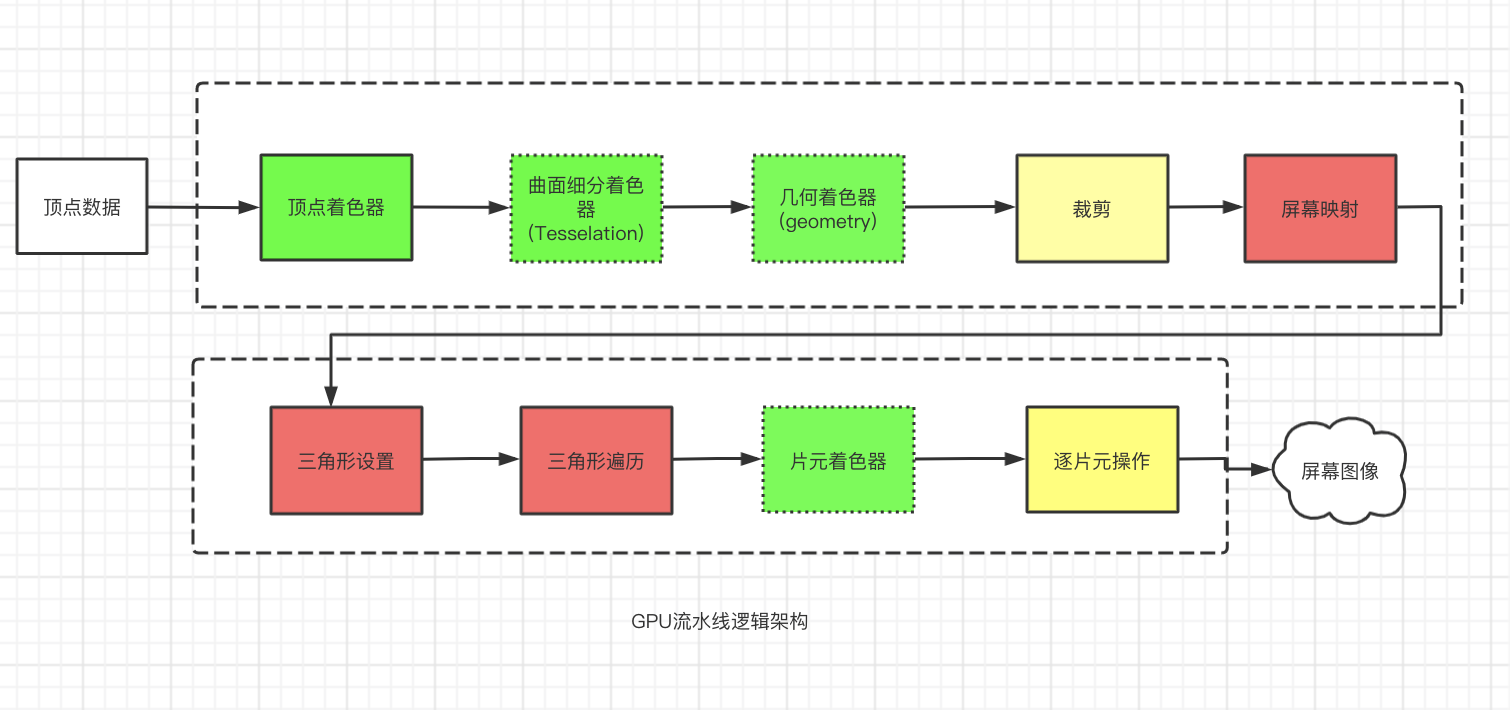 顶点数据
顶点着色器
曲面细分着色
器
(Tesselation)
几何着色器
(geometry)
裁剪
屏幕映射
三角形设置
三角形遍历
片元着色器
逐片元操作
屏幕图像
GPU流水线逻辑架构